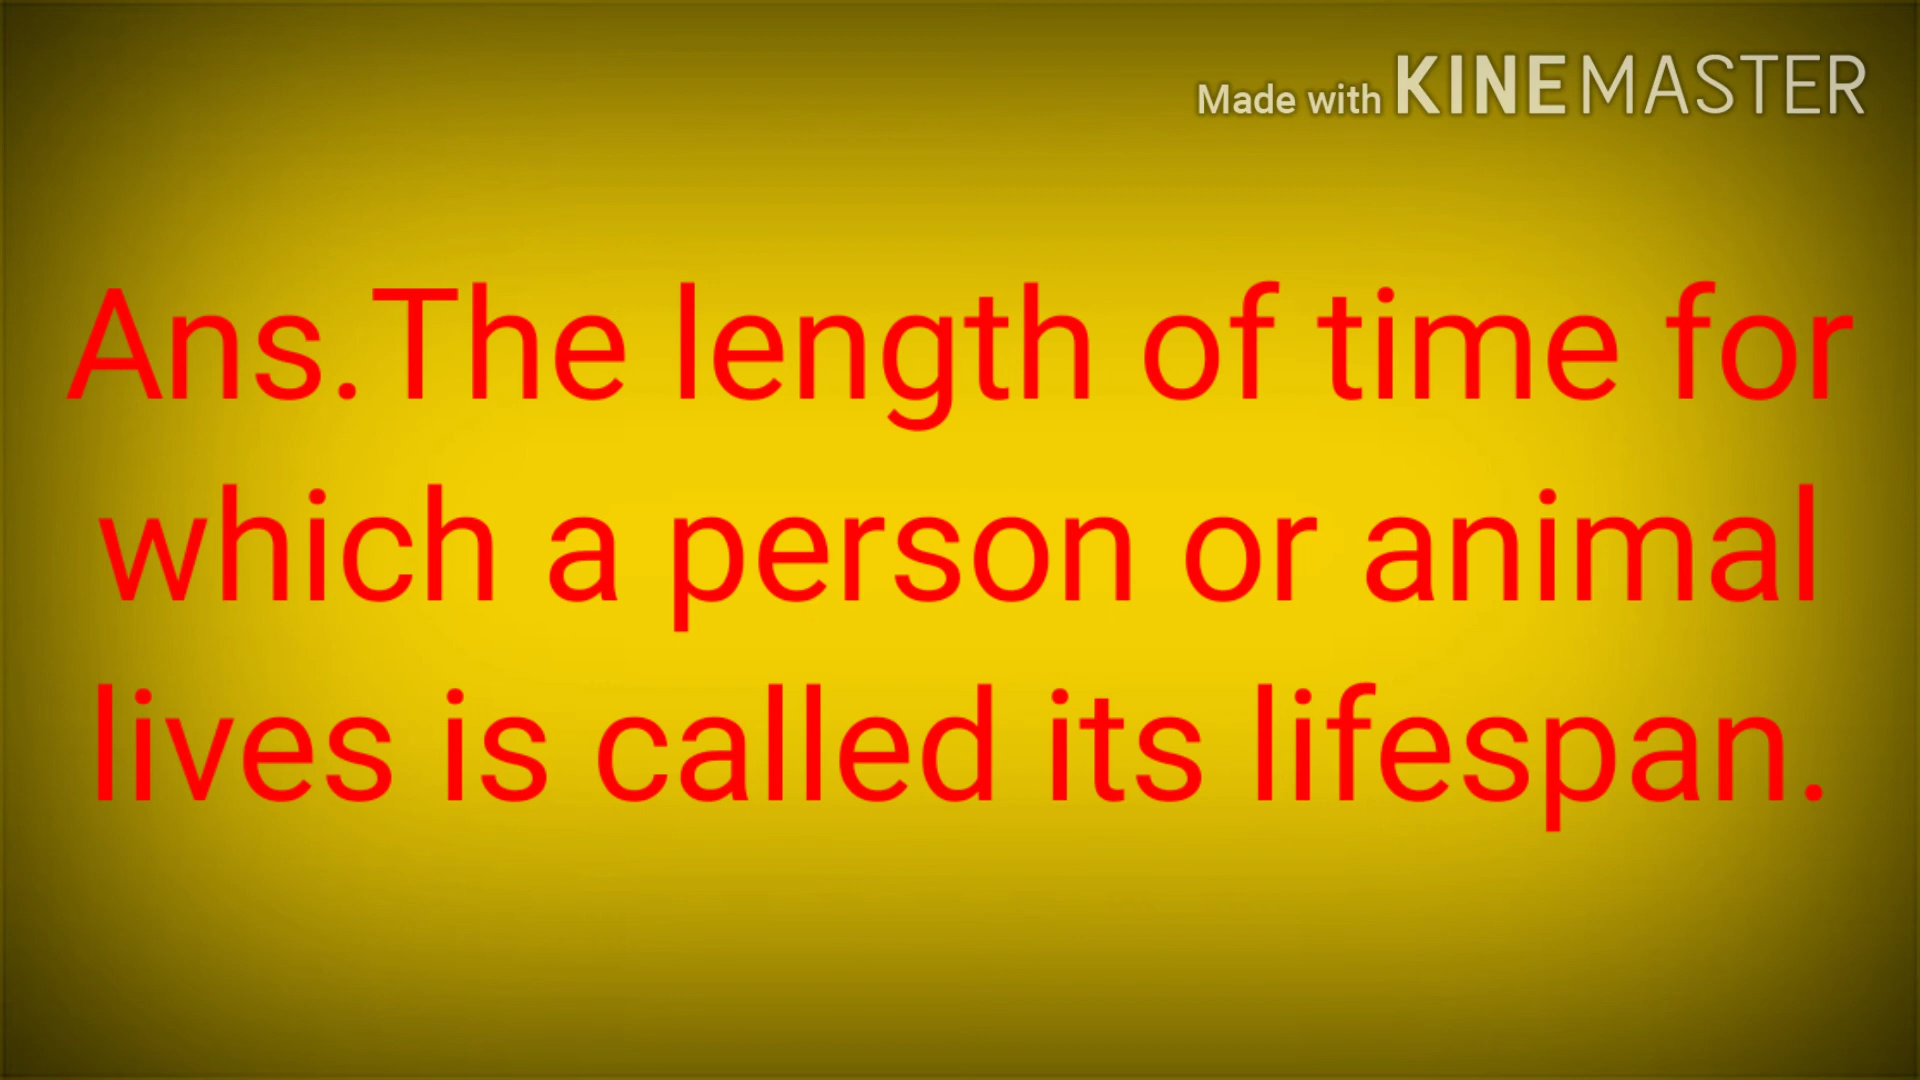 Made with KINEMASTER
Ans.The length of time for
which a person or animal
lives is called its lifespan.